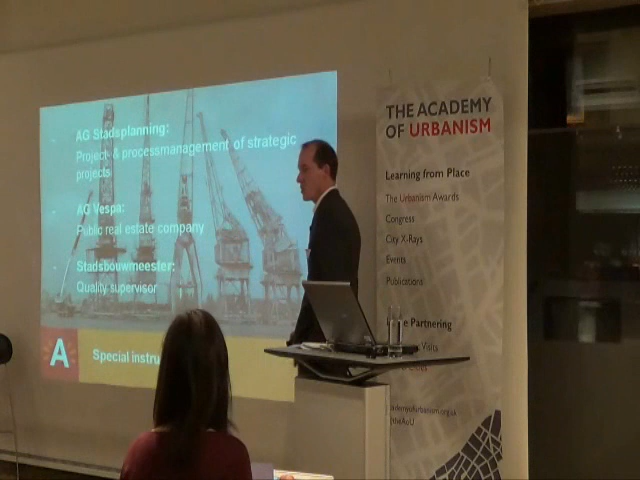 AG Stadsplanning:
Project- & processmanagement of strategic
projects
AG Vespa:
Public real estate company
Stadsbouwmeester:
Quality supervisor
A
Special instru
THE ACADEMY
OF URBANISM
Learning from Place
The Urbanism Awards
Congress
City X-Rays
Events
Publications
Partnering
Visits